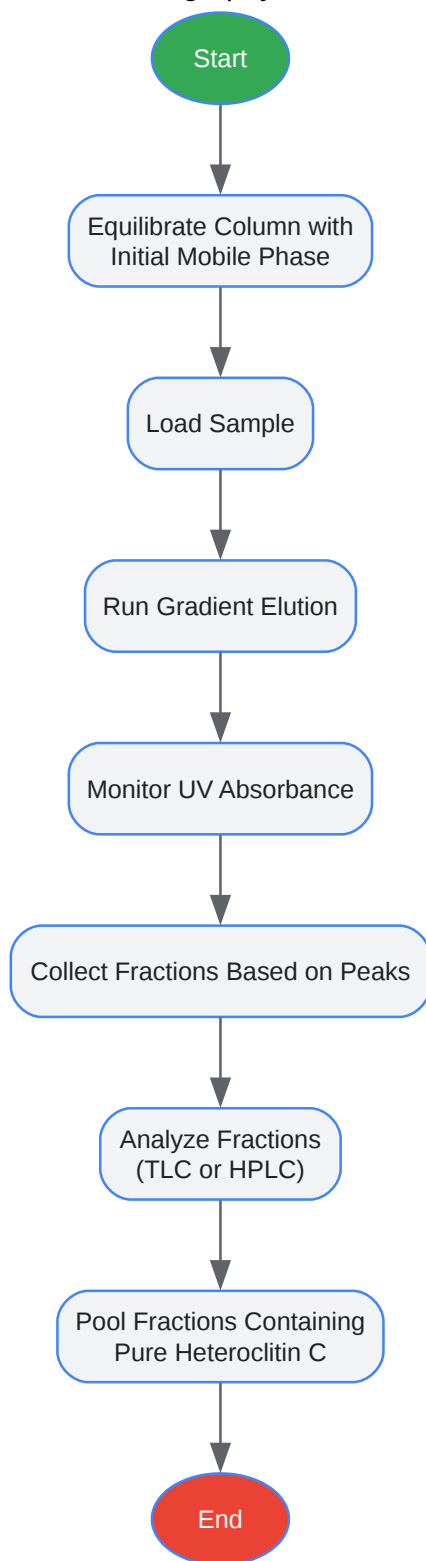 Start
Equilibrate Column with
Initial Mobile Phase
Load Sample
Run Gradient Elution
Monitor UV Absorbance
Collect Fractions Based on Peaks
Analyze Fractions
(TLC or HPLC)
Pool Fractions Containing
Pure Heteroclitin C
End